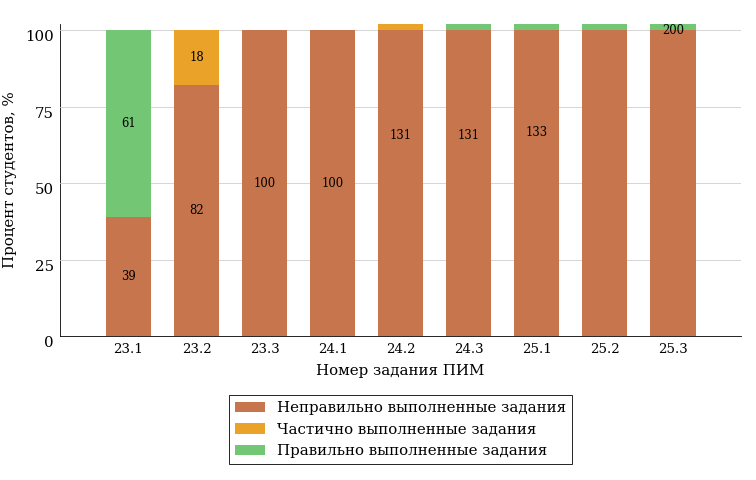 100
75
50
25
0
Процент студентов, %
39
61
82
18
100
100
131
131
133
200
23.1 23.2 23.3 24.1 24.2 24.3 25.1 25.2 25.3
Номер задания ПИМ
Неправильно выполненные задания
Частично выполненные задания
Правильно выполненные задания